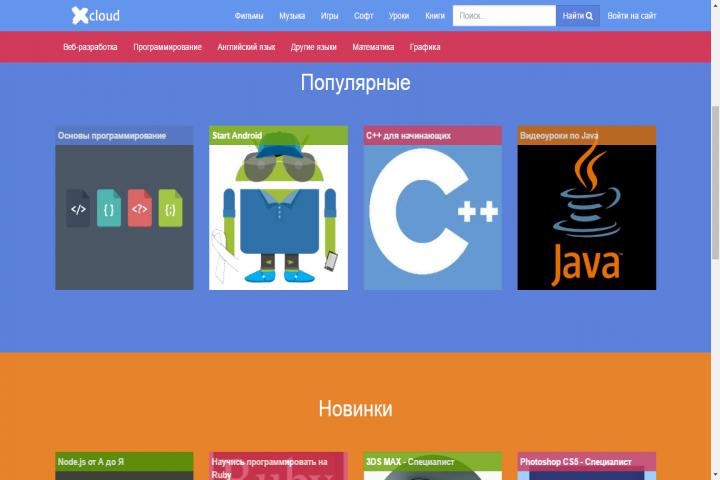 Xcloud
Фильмы Музыка Игры Софт Уроки Книги Поиск... Найти Войти на сайт
Веб-разработка Программирование Английский язык Другие языки Математика Графика
Популярные
Основы программирование Start Android C++ для начинающих Видеоуроки по Java
</> { } <?> {;}
C++
Java
Новинки
Node.js от А до Я Научись программировать на 3DS MAX - Специалист Photoshop CS5 - Специалист
Ruby
Ruby